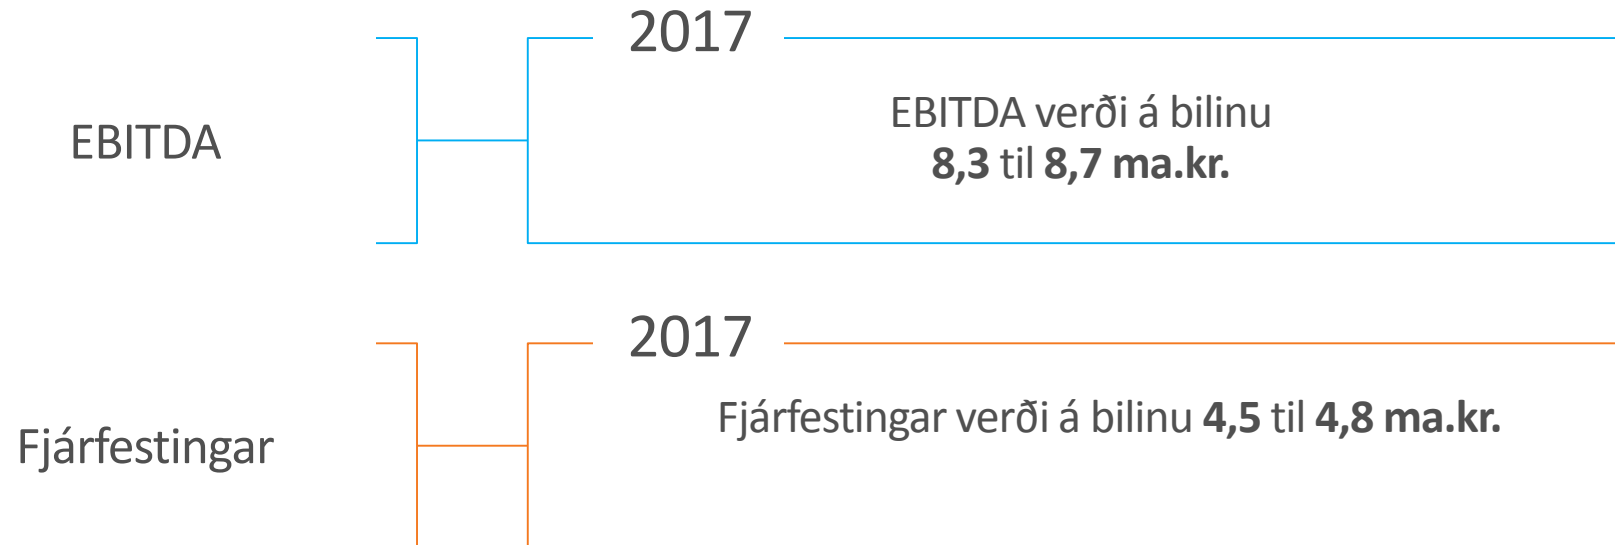 EBITDA
2017
EBITDA verði á bilinu
8,3 til 8,7 ma.kr.
Fjárfestingar
2017
Fjárfestingar verði á bilinu 4,5 til 4,8 ma.kr.